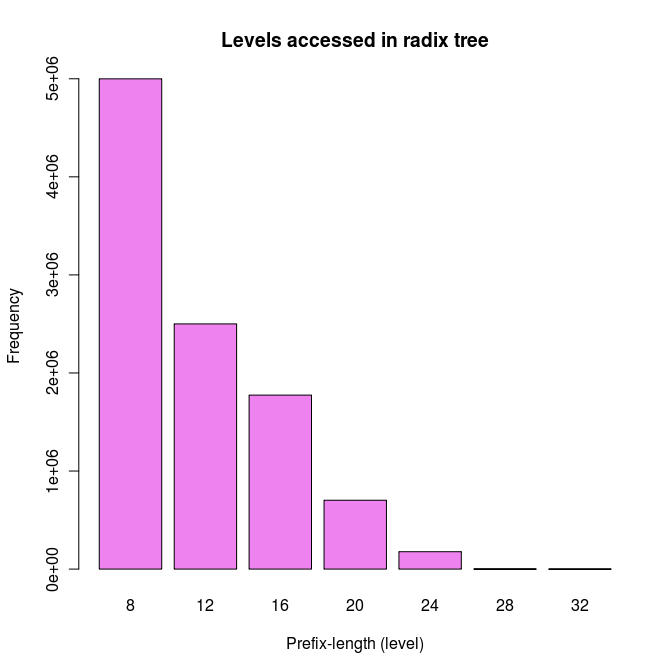 Levels accessed in radix tree
Frequency
5e+06
4e+06
3e+06
2e+06
1e+06
0e+00
8 12 16 20 24 28 32
Prefix-length (level)